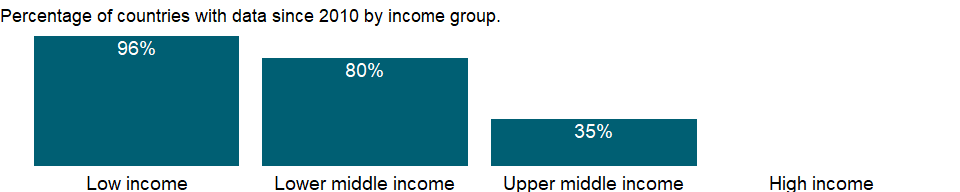 Percentage of countries with data since 2010 by income group.
96%
80%
35%
Low income
Lower middle income
Upper middle income
High income